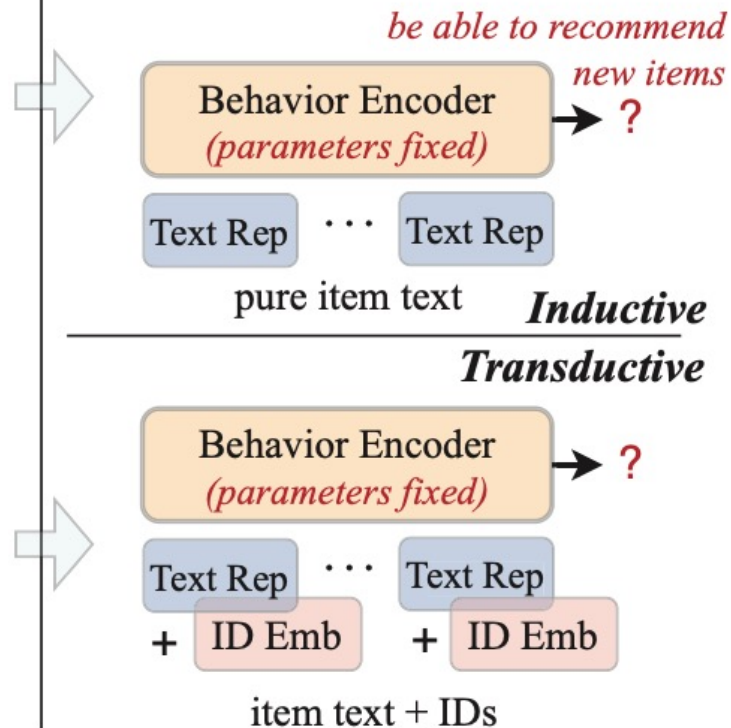 be able to recommend
new items
Behavior Encoder
(parameters fixed)
?
Text Rep ... Text Rep
pure item text
Inductive
Transductive
Behavior Encoder
(parameters fixed)
?
Text Rep ... Text Rep
+ ID Emb + ID Emb
item text + IDs